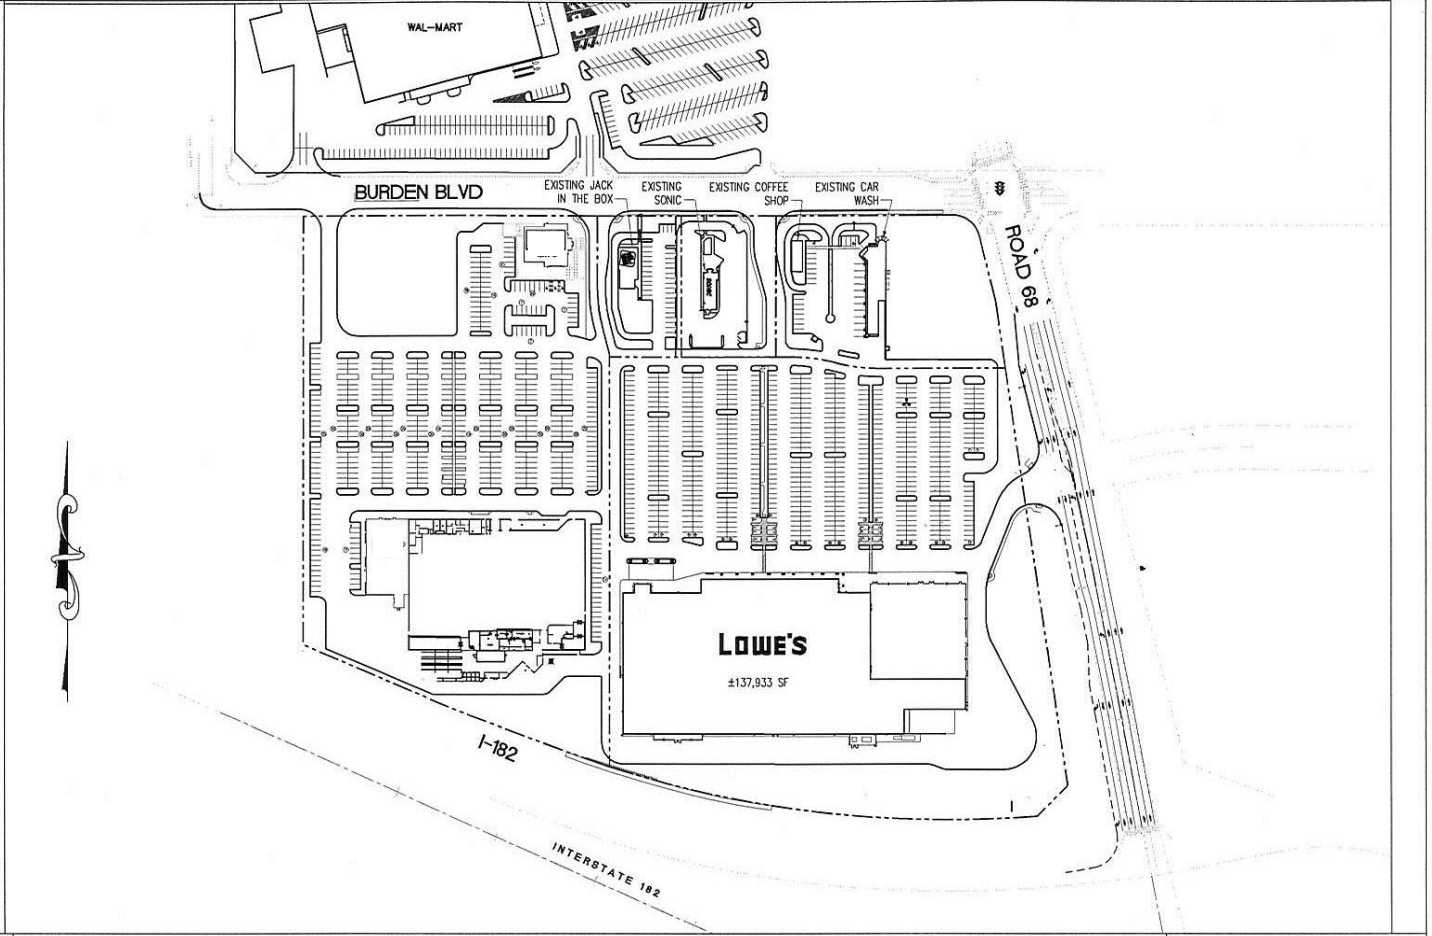 WAL-MART
BURDEN BLVD
EXISTING JACK
IN THE BOX
EXISTING
SONIC
EXISTING COFFEE
SHOP
EXISTING CAR
WASH
ROAD 68
SONIC
LOWE'S
±137,933 SF
I-182
INTERSTATE 182